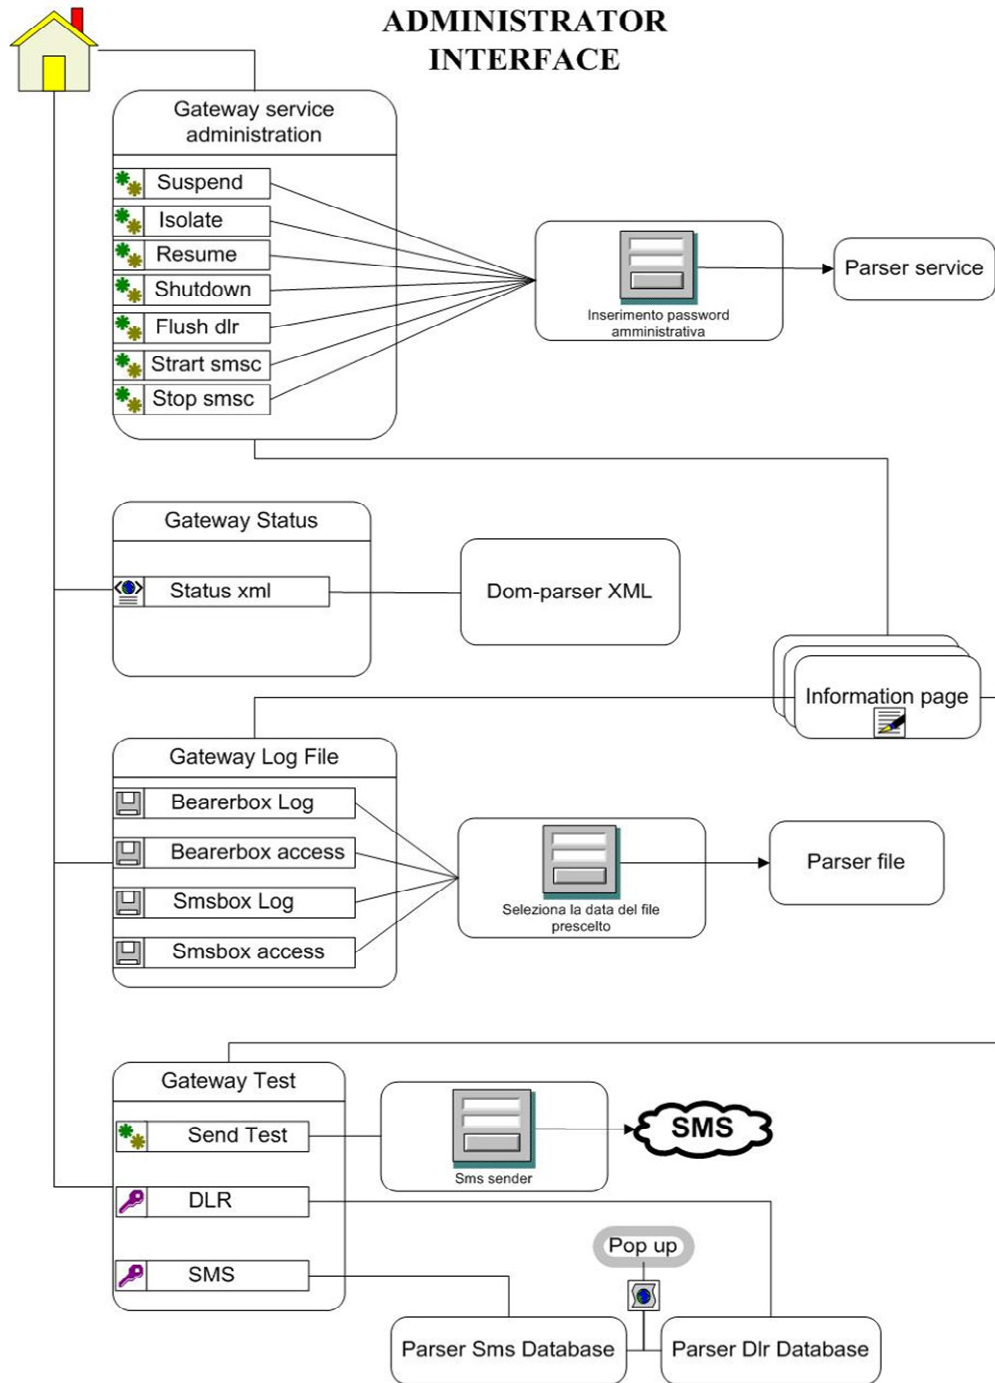 ADMINISTRATOR
INTERFACE
Gateway service
administration
Suspend
Isolate
Resume
Shutdown
Flush dlr
Strart smsc
Stop smsc
Inserimento password
amministrativa
Parser service
Gateway Status
Status xml
Dom-parser XML
Information page
Gateway Log File
Bearerbox Log
Bearerbox access
Smsbox Log
Smsbox access
Seleziona la data del file
prescelto
Parser file
Gateway Test
Send Test
DLR
SMS
Sms sender
SMS
Pop up
Parser Sms Database
Parser Dlr Database